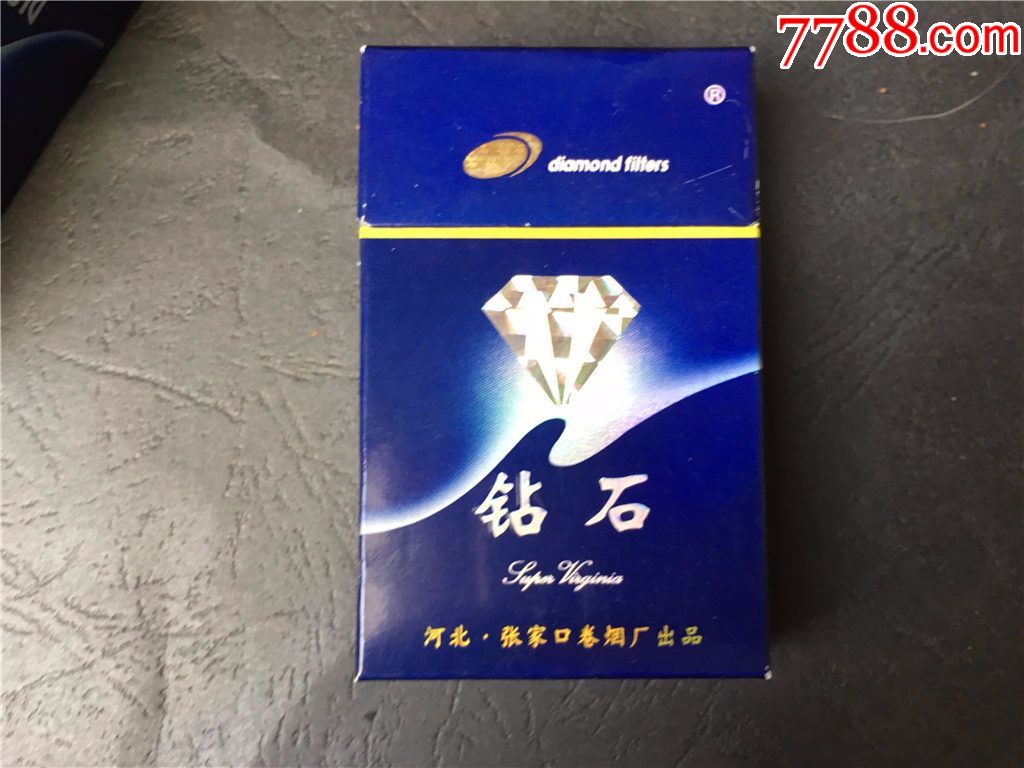 7788.com
®
diamond filters
钻石
Super Virginia
河北·张家口卷烟厂出品